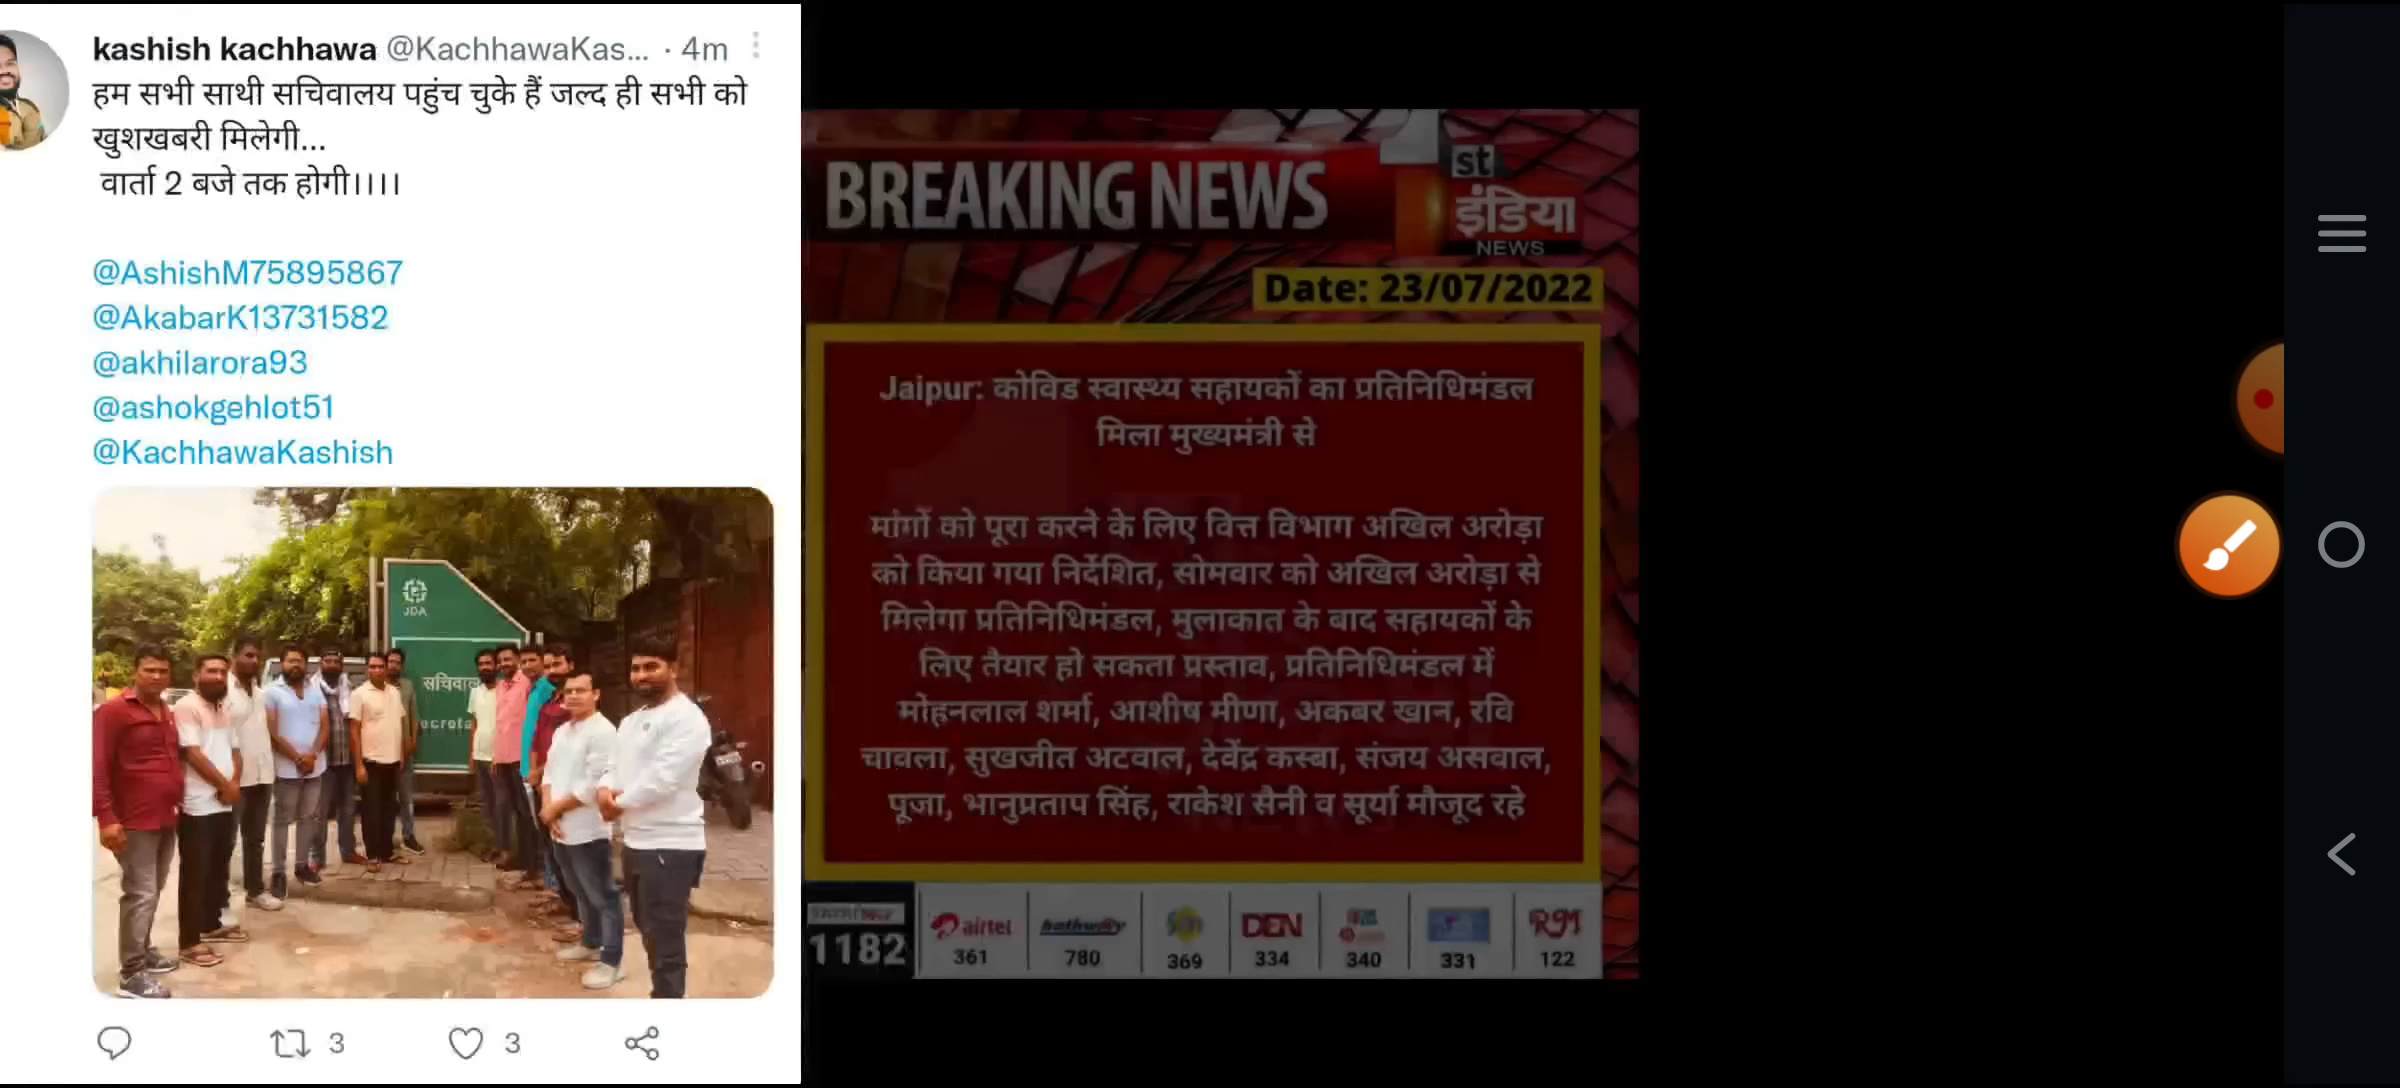 kashish kachhawa @KachhawaKas... · 4m
हम सभी साथी सचिवालय पहुंच चुके हैं जल्द ही सभी को
खुशखबरी मिलेगी...
वार्ता 2 बजे तक होगी।।।।
@AshishM75895867
@AkabarK13731582
@akhilarora93
@ashokgehlot51
@KachhawaKashish
JDA
3
3
BREAKING NEWS
1st
इंडिया
NEWS
Date: 23/07/2022
Jaipur: कोविड स्वास्थ्य सहायकों का प्रतिनिधिमंडल
मिला मुख्यमंत्री से
मांगों को पूरा करने के लिए वित्त विभाग अखिल अरोड़ा
को किया गया निर्देशित, सोमवार को अखिल अरोड़ा से
मिलेगा प्रतिनिधिमंडल, मुलाकात के बाद सहायकों के
लिए तैयार हो सकता प्रस्ताव, प्रतिनिधिमंडल में
मोहनलाल शर्मा, आशीष मीणा, अकबर खान, रवि
चावला, सुखजीत अटवाल, देवेंद्र कस्बा, संजय असवाल,
पूजा, भानुप्रताप सिंह, राकेश सैनी व सूर्या मौजूद रहे
airtel hathway DEN
1182 361 780 369 334 340 331 122